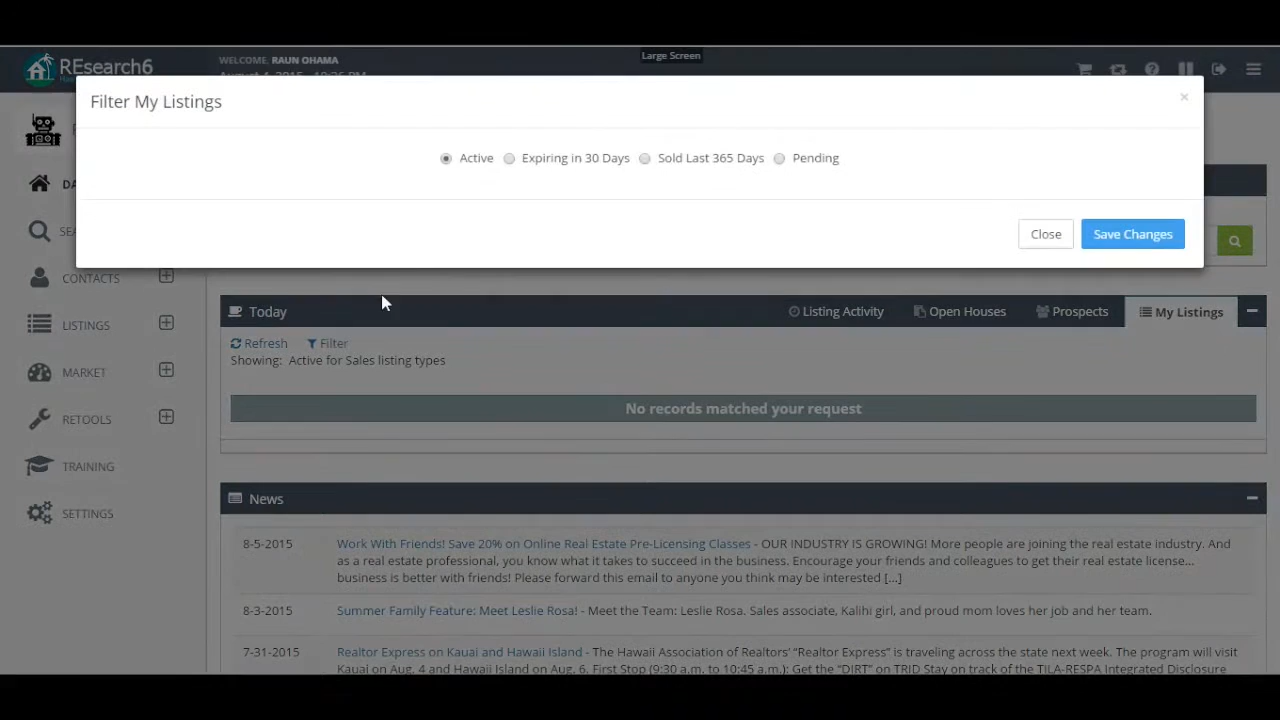 REsearch6
WELCOME, RAUN OHAMA
Large Screen
Filter My Listings
×
Active Expiring in 30 Days Sold Last 365 Days Pending
Close Save Changes
CONTACTS
LISTINGS
MARKET
RETOOLS
TRAINING
SETTINGS
Today Listing Activity Open Houses Prospects My Listings
Refresh Filter
Showing: Active for Sales listing types
No records matched your request
News
8-5-2015 Work With Friends! Save 20% on Online Real Estate Pre-Licensing Classes - OUR INDUSTRY IS GROWING! More people are joining the real estate industry. And
as a real estate professional, you know what it takes to succeed in the business. Encourage your friends and colleagues to get their real estate license...
business is better with friends! Please forward this email to anyone you think may be interested [...]
8-3-2015 Summer Family Feature: Meet Leslie Rosa! - Meet the Team: Leslie Rosa. Sales associate, Kalihi girl, and proud mom loves her job and her team.
7-31-2015 Realtor Express on Kauai and Hawaii Island - The Hawaii Association of Realtors' "Realtor Express" is traveling across the state next week. The program will visit
Kauai on Aug. 4 and Hawaii Island on Aug. 6. First Stop (9:30 a.m. to 10:45 a.m.): Get the "DIRT" on TRID Stay on track of the TILA-RESPA Integrated Disclosure